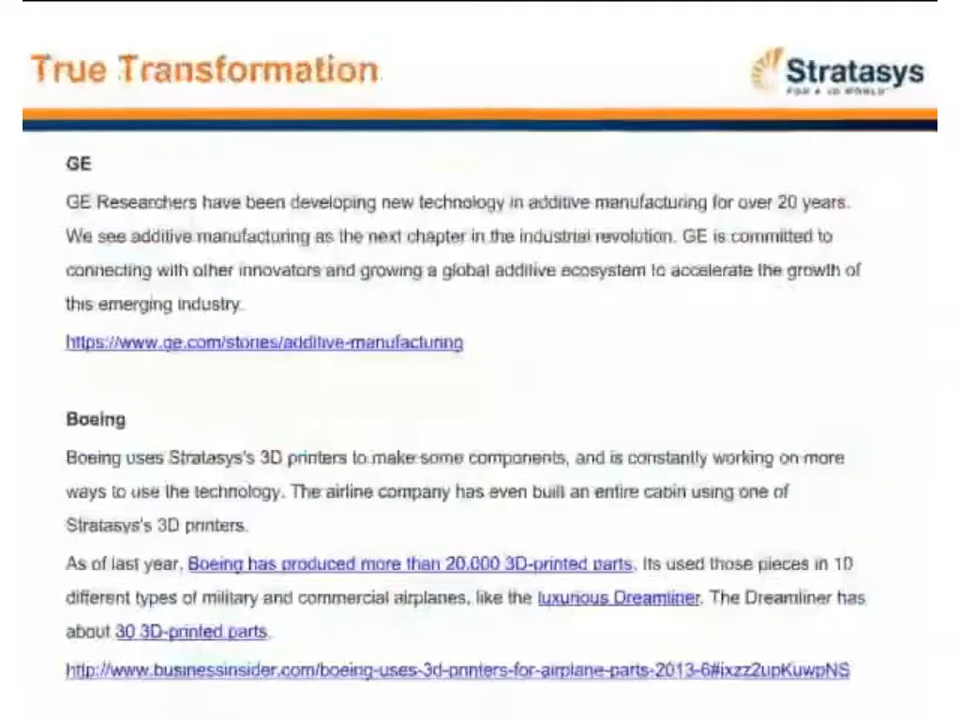 True Transformation
Stratasys
FOR A 3D WORLD
GE
GE Researchers have been developing new technology in additive manufacturing for over 20 years.
We see additive manufacturing as the next chapter in the industrial revolution. GE is committed to
connecting with other innovators and growing a global additive ecosystem to accelerate the growth of
this emerging industry.
https://www.ge.com/stories/additive-manufacturing
Boeing
Boeing uses Stratasys's 3D printers to make some components, and is constantly working on more
ways to use the technology. The airline company has even built an entire cabin using one of
Stratasys's 3D printers.
As of last year, Boeing has produced more than 20,000 3D-printed parts. Its used those pieces in 10
different types of military and commercial airplanes, like the luxurious Dreamliner. The Dreamliner has
about 30 3D-printed parts.
http://www.businessinsider.com/boeing-uses-3d-printers-for-airplane-parts-2013-6#ixzz2upKuwpNS